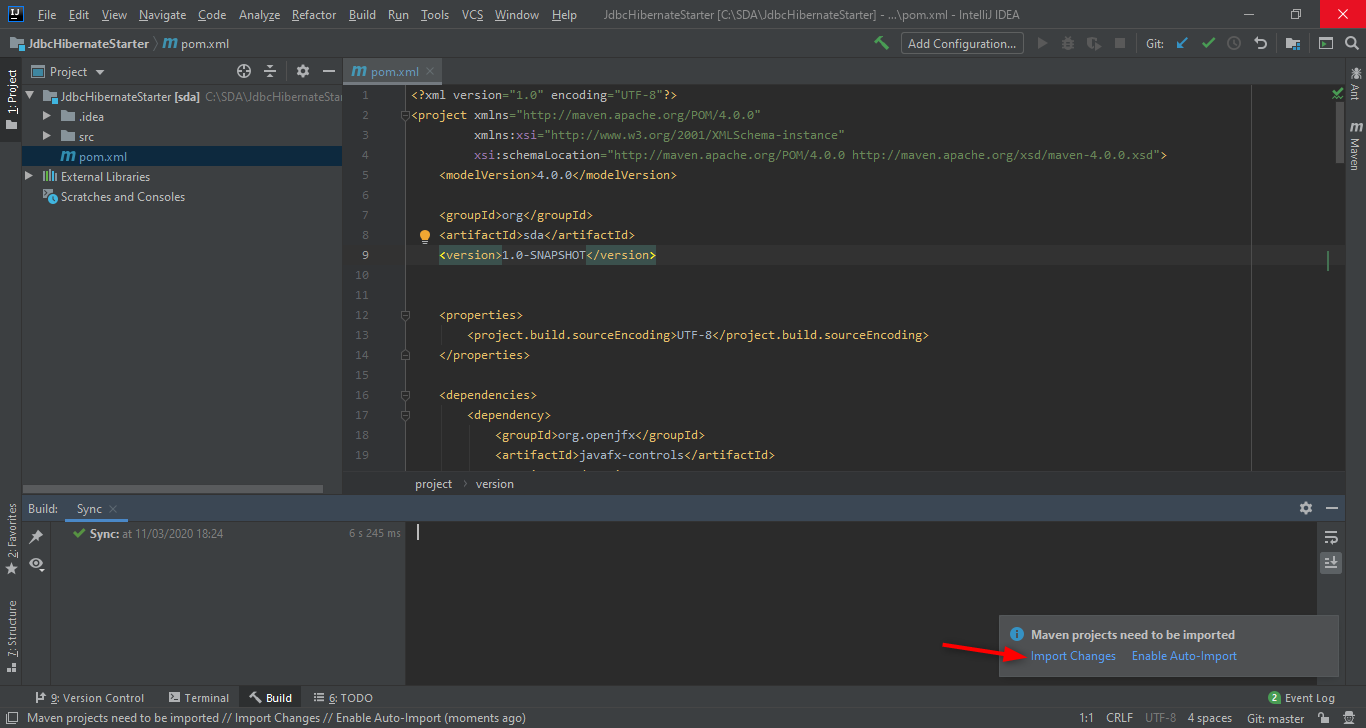 File Edit View Navigate Code Analyze Refactor Build Run Tools VCS Window Help JdbcHibernateStarter [C:\SDA\JdbcHibernateStarter] - ...\pom.xml - IntelliJ IDEA
JdbcHibernateStarter m pom.xml Add Configuration... Git:
Project
m pom.xml
1: Project
JdbcHibernateStarter [sda] C:\SDA\JdbcHibernateStar
.idea
src
m pom.xml
External Libraries
Scratches and Consoles
1 <?xml version="1.0" encoding="UTF-8"?>
2 <project xmlns="http://maven.apache.org/POM/4.0.0"
3 xmlns:xsi="http://www.w3.org/2001/XMLSchema-instance"
4 xsi:schemaLocation="http://maven.apache.org/POM/4.0.0 http://maven.apache.org/xsd/maven-4.0.0.xsd">
5 <modelVersion>4.0.0</modelVersion>
6
7 <groupId>org</groupId>
8 <artifactId>sda</artifactId>
9 <version>1.0-SNAPSHOT</version>
10
11
12 <properties>
13 <project.build.sourceEncoding>UTF-8</project.build.sourceEncoding>
14 </properties>
15
16 <dependencies>
17 <dependency>
18 <groupId>org.openjfx</groupId>
19 <artifactId>javafx-controls</artifactId>
project › version
Ant
m Maven
Build: Sync
Sync: at 11/03/2020 18:24 6 s 245 ms
2: Favorites
7: Structure
Maven projects need to be imported
Import Changes Enable Auto-Import
9: Version Control Terminal Build 6: TODO 2 Event Log
Maven projects need to be imported // Import Changes // Enable Auto-Import (moments ago) 1:1 CRLF UTF-8 4 spaces Git: master